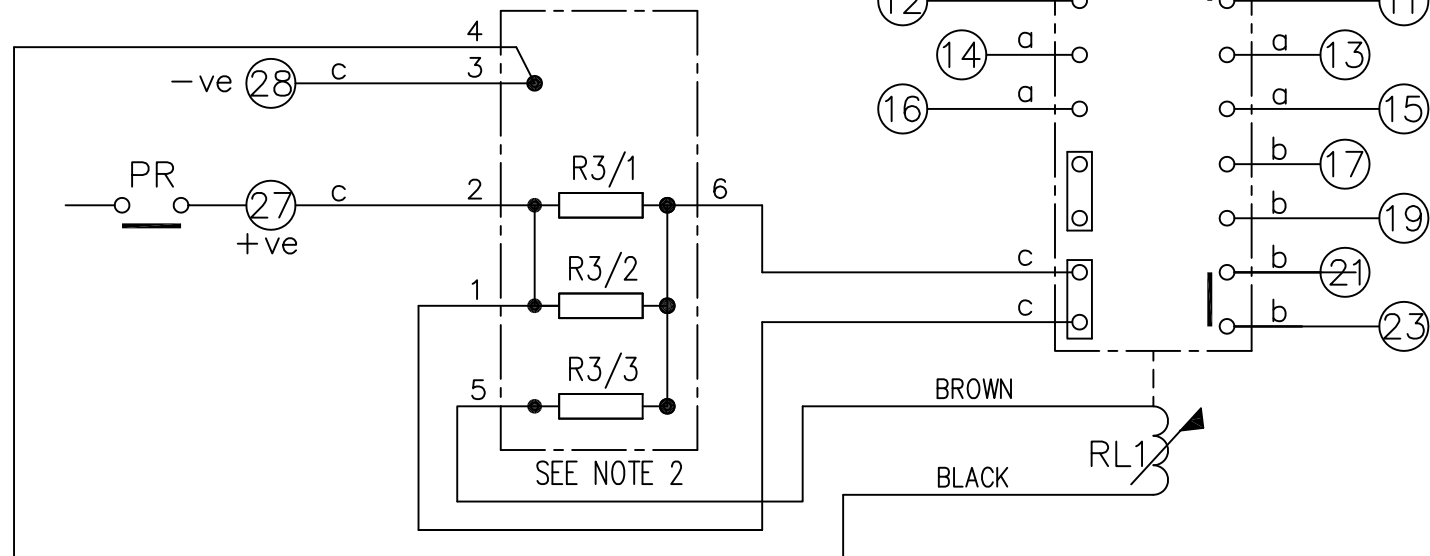 12
11
4
14 a
a 13
-ve 28 c 3
16 a
a 15
R3/1
b 17
PR
27 c 2
6
b 19
+ve
R3/2
c
b 21
1
c
b 23
R3/3
5
BROWN
RL1
SEE NOTE 2
BLACK